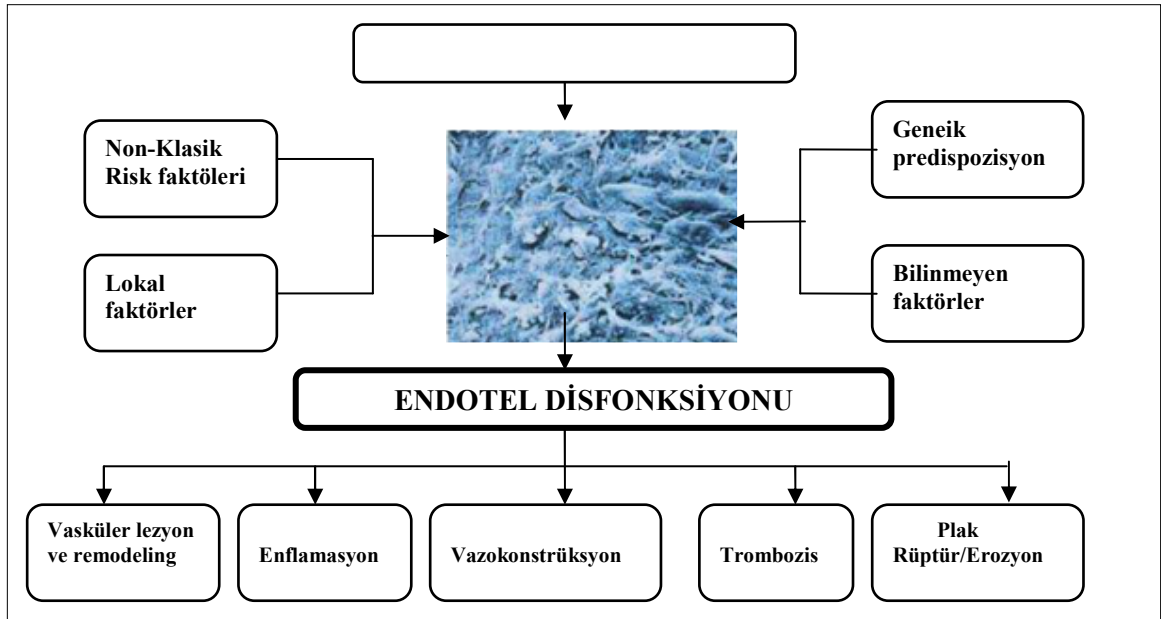 Non-Klasik
Risk faktöleri
Lokal
faktörler
Geneik
predispozisyon
Bilinmeyen
faktörler
ENDOTEL DİSFONKSİYONU
Vasküler lezyon
ve remodeling
Enflamasyon
Vazokonstrüksyon
Trombozis
Plak
Rüptür/Erozyon